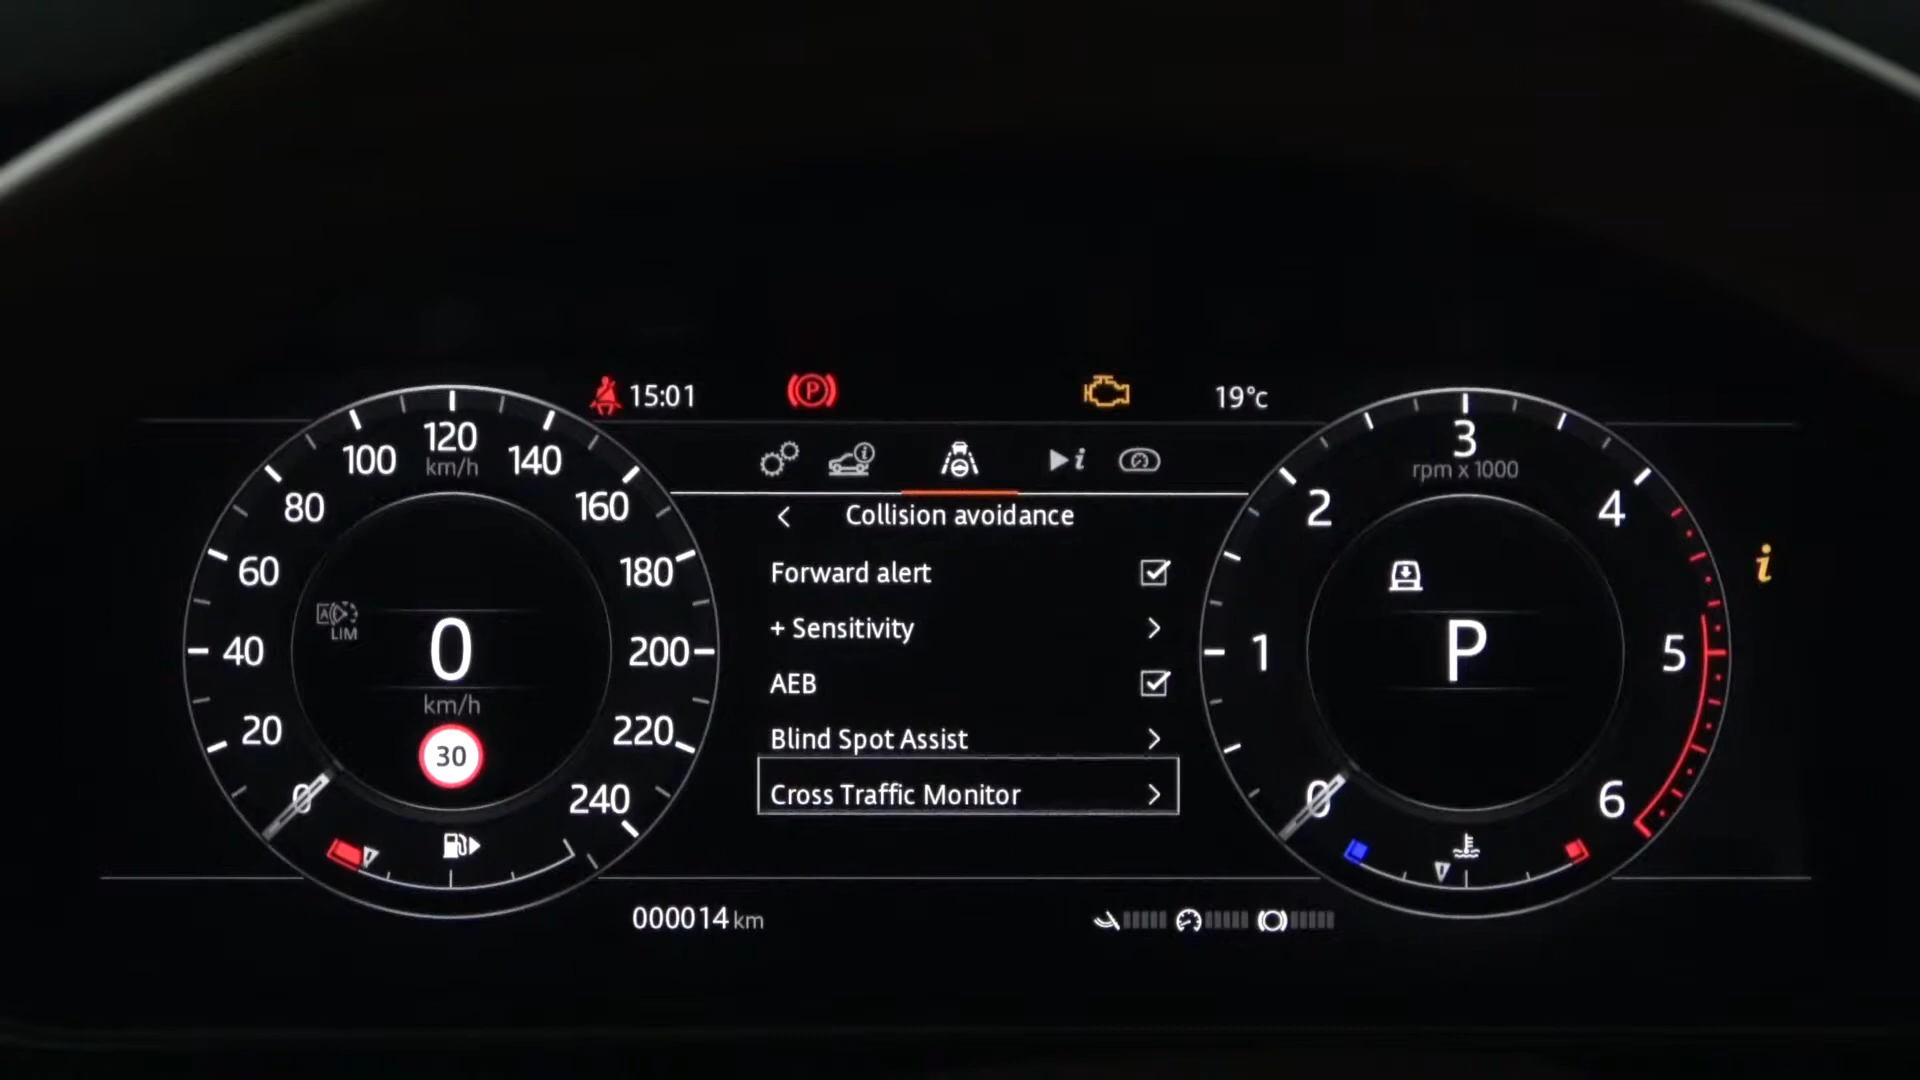 15:01
P
19°c
100
120
140
km/h
80
160
60
180
40
200
20
220
0
240
A
LIM
0
km/h
30
i
i
Collision avoidance
Forward alert
+ Sensitivity
AEB
Blind Spot Assist
Cross Traffic Monitor
3
rpm x 1000
2
4
1
5
0
6
P
i
000014 km